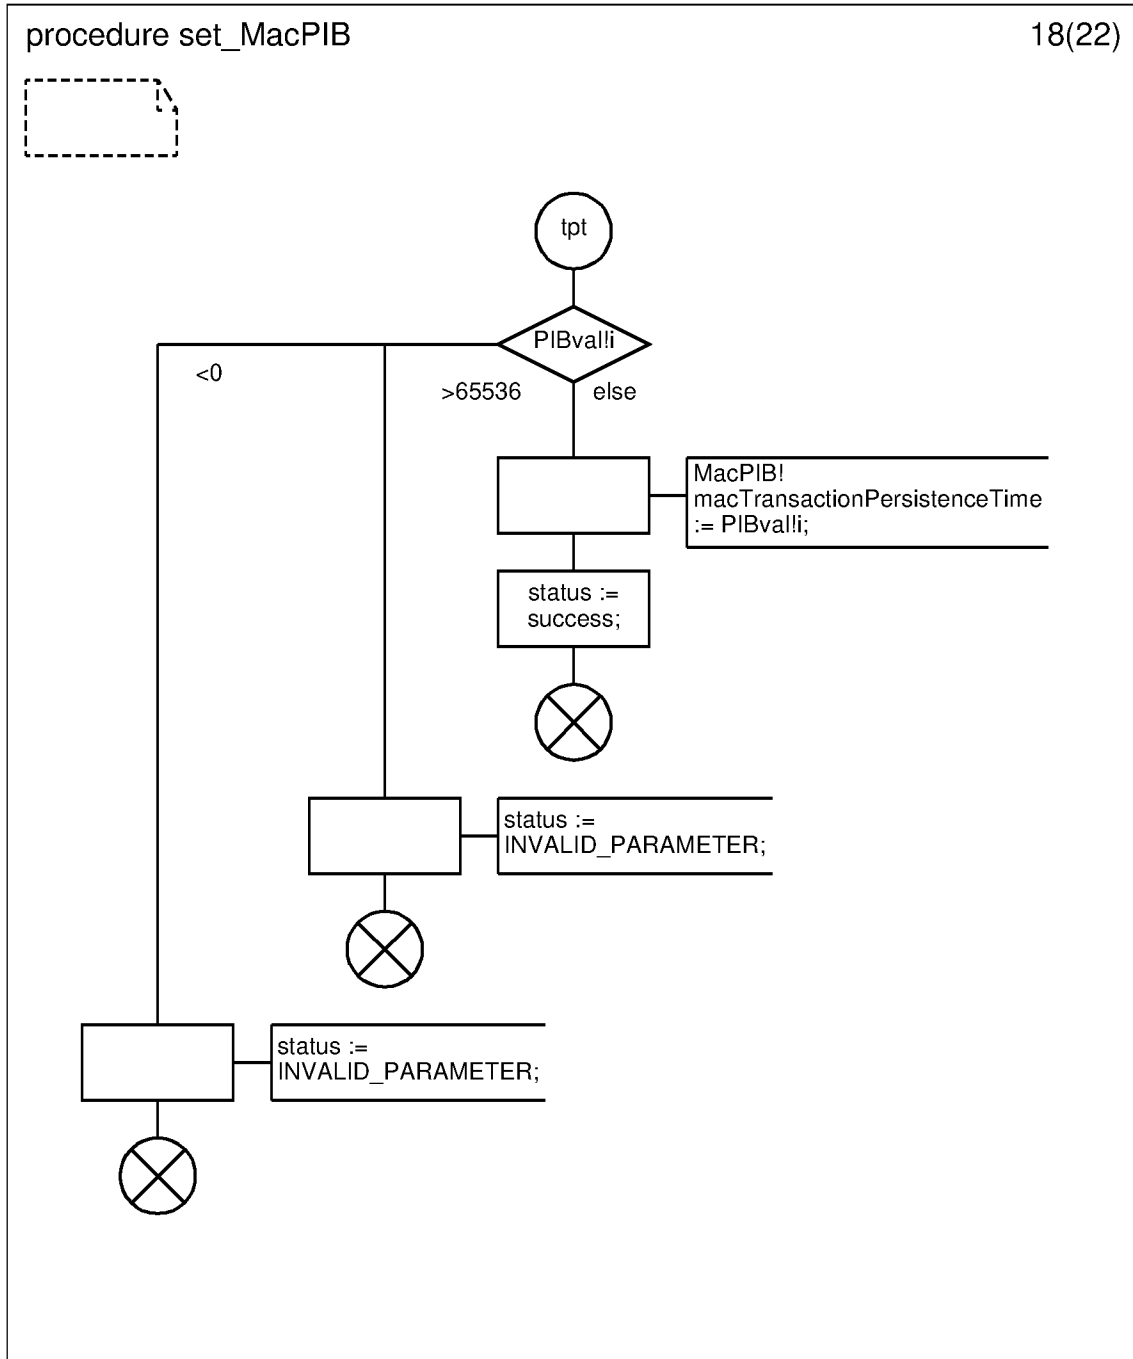 procedure set_MacPIB
18(22)
tpt
PIBval!i
<0
>65536
else
MacPIB!
macTransactionPersistenceTime
:= PIBval!i;
status :=
success;
status :=
INVALID_PARAMETER;
status :=
INVALID_PARAMETER;